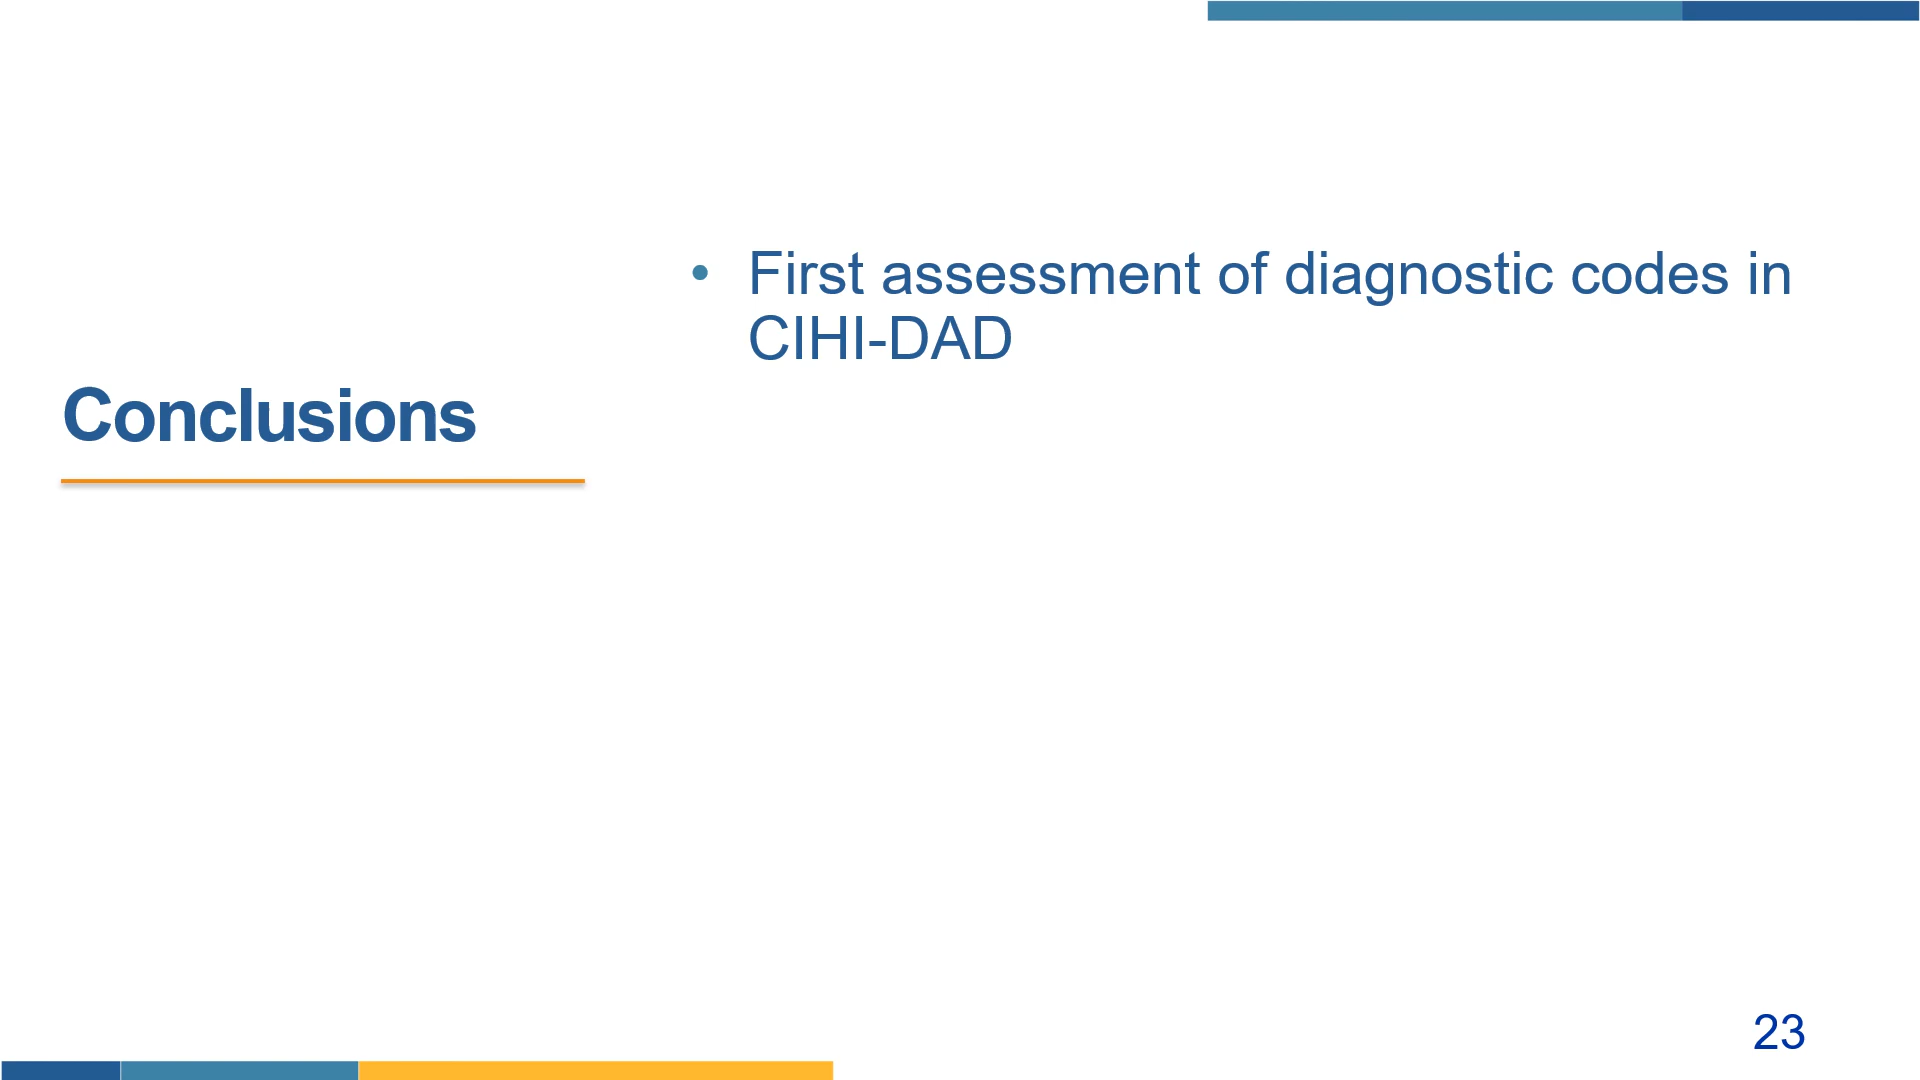 Conclusions
• First assessment of diagnostic codes in
CIHI-DAD
23